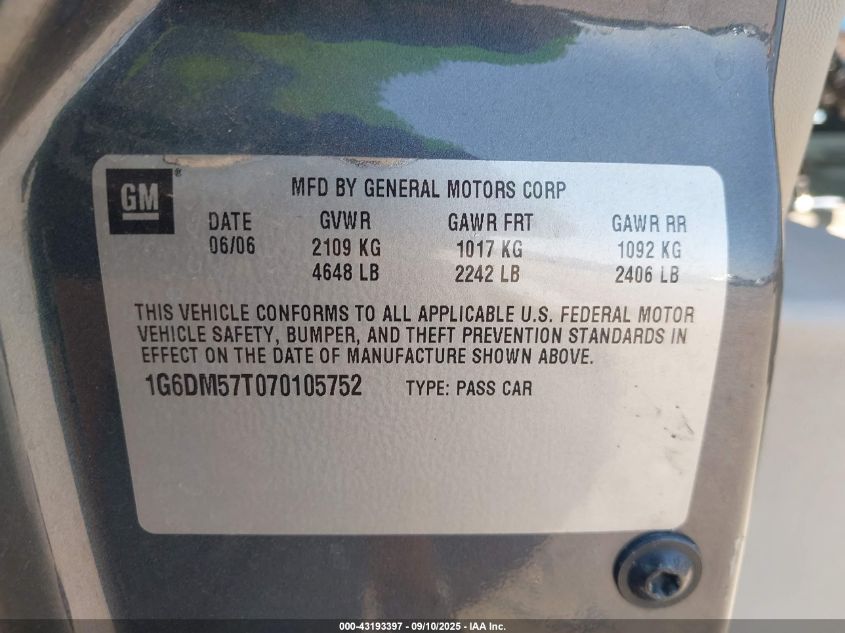 GM®
MFD BY GENERAL MOTORS CORP
DATE GVWR GAWR FRT GAWR RR
06/06 2109 KG 1017 KG 1092 KG
4648 LB 2242 LB 2406 LB
THIS VEHICLE CONFORMS TO ALL APPLICABLE U.S. FEDERAL MOTOR
VEHICLE SAFETY, BUMPER, AND THEFT PREVENTION STANDARDS IN
EFFECT ON THE DATE OF MANUFACTURE SHOWN ABOVE.
1G6DM57T070105752 TYPE: PASS CAR
000-43193397 - 09/10/2025 - IAA Inc.